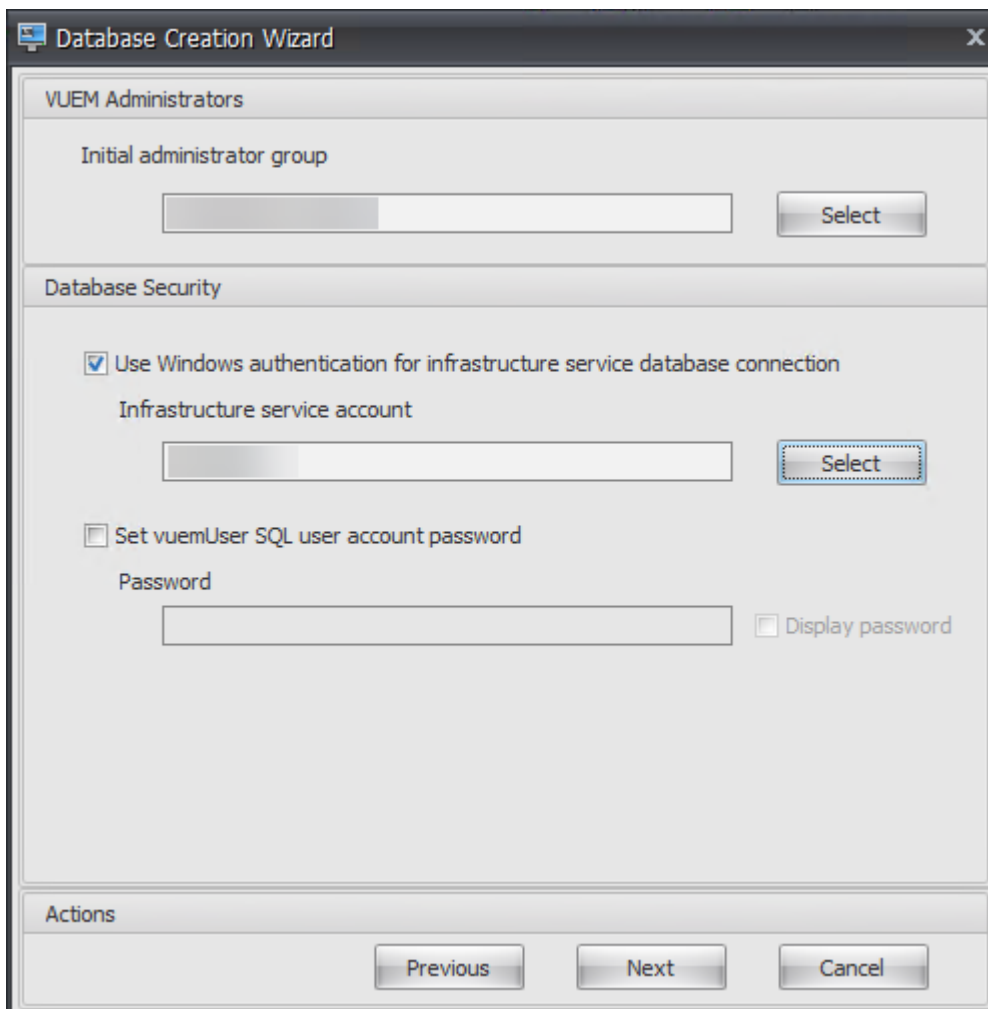 Database Creation Wizard
VUEM Administrators
Initial administrator group
Select
Database Security
Use Windows authentication for infrastructure service database connection
Infrastructure service account
Select
Set vuemUser SQL user account password
Password
Display password
Actions
Previous Next Cancel